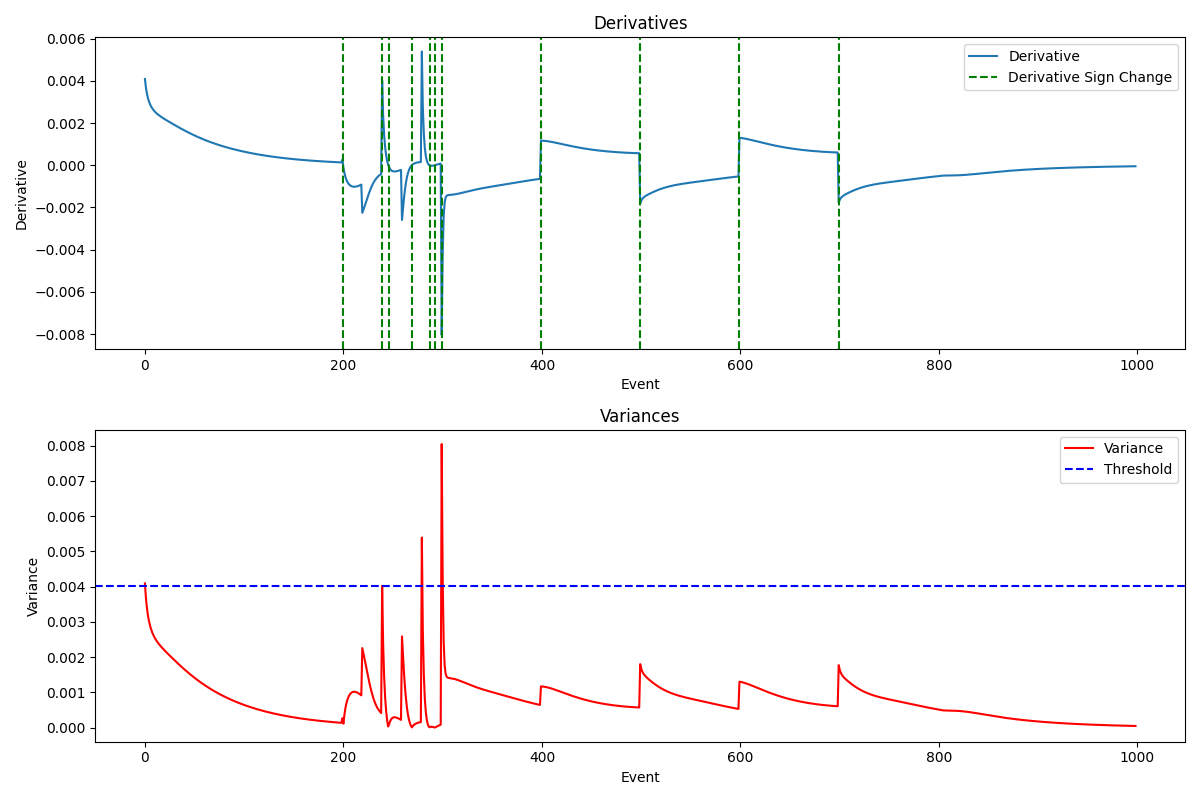 Derivatives
0.006
0.004
0.002
0.000
−0.002
−0.004
−0.006
−0.008
Derivative
Derivative
Derivative Sign Change
0
200
400
600
800
1000
Event
Variances
0.008
0.007
0.006
0.005
0.004
0.003
0.002
0.001
0.000
Variance
Variance
Threshold
0
200
400
600
800
1000
Event